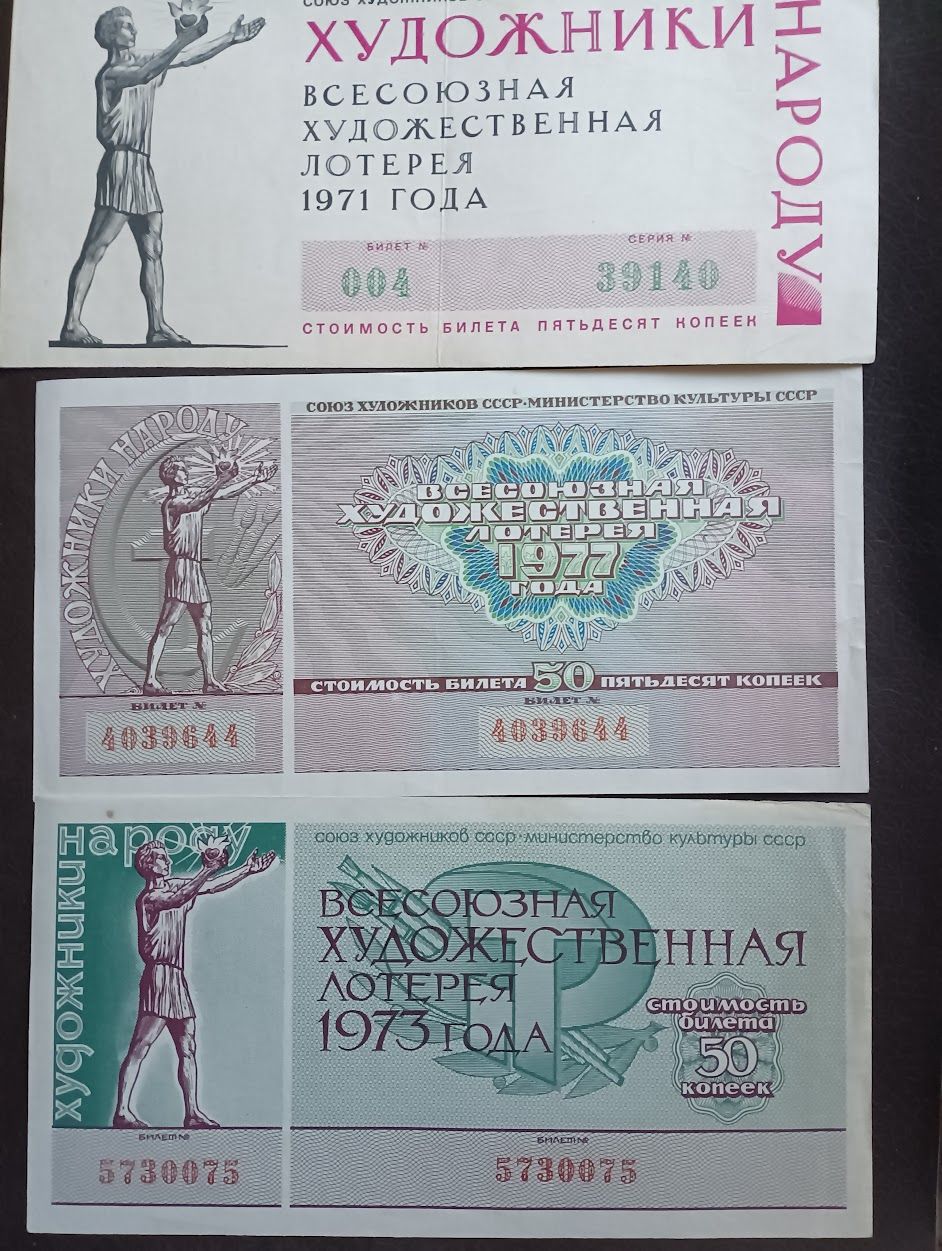 СОЮЗ ХУДОЖНИКОВ
ХУДОЖНИКИ
НАРОДУ
ВСЕСОЮЗНАЯ
ХУДОЖЕСТВЕННАЯ
ЛОТЕРЕЯ
1971 ГОДА
БИЛЕТ № СЕРИЯ №
004 39140
СТОИМОСТЬ БИЛЕТА ПЯТЬДЕСЯТ КОПЕЕК
ХУДОЖНИКИ НАРОДУ
БИЛЕТ №
4039644
СОЮЗ ХУДОЖНИКОВ СССР·МИНИСТЕРСТВО КУЛЬТУРЫ СССР
ВСЕСОЮЗНАЯ
ХУДОЖЕСТВЕННАЯ
ЛОТЕРЕЯ
1977
ГОДА
СТОИМОСТЬ БИЛЕТА 50 ПЯТЬДЕСЯТ КОПЕЕК
БИЛЕТ №
4039644
художники
народу
БИЛЕТ №
5730075
союз художников ссср·министерство культуры ссср
ВСЕСОЮЗНАЯ
ХУДОЖЕСТВЕННАЯ
ЛОТЕРЕЯ
1973 ГОДА
стоимость
билета
50
копеек
БИЛЕТ №
5730075